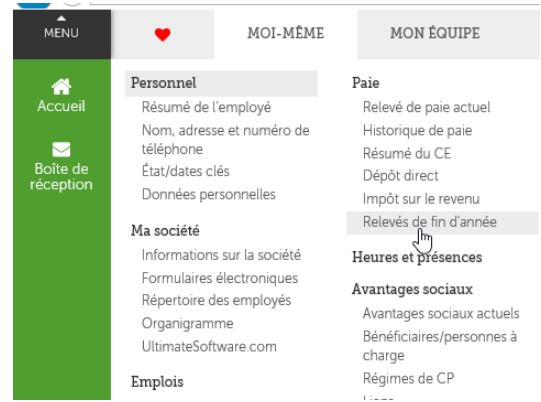 MENU
MOI-MÊME
MON ÉQUIPE
Accueil
Boîte de
réception
Personnel
Résumé de l'employé
Nom, adresse et numéro de
téléphone
État/dates clés
Données personnelles
Ma société
Informations sur la société
Formulaires électroniques
Répertoire des employés
Organigramme
UltimateSoftware.com
Emplois
Paie
Relevé de paie actuel
Historique de paie
Résumé du CE
Dépôt direct
Impôt sur le revenu
Relevés de fin d'année
Heures et présences
Avantages sociaux
Avantages sociaux actuels
Bénéficiaires/personnes à
charge
Régimes de CP